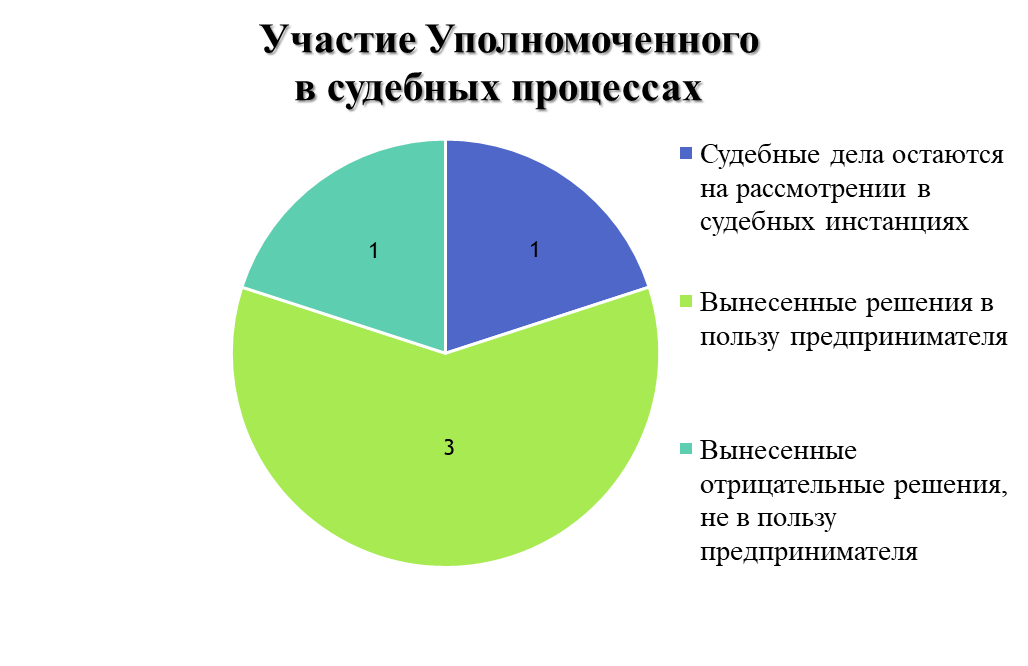 Участие Уполномоченного
в судебных процессах
1
1
3
Судебные дела остаются
на рассмотрении в
судебных инстанциях
Вынесенные решения в
пользу предпринимателя
Вынесенные
отрицательные решения,
не в пользу
предпринимателя